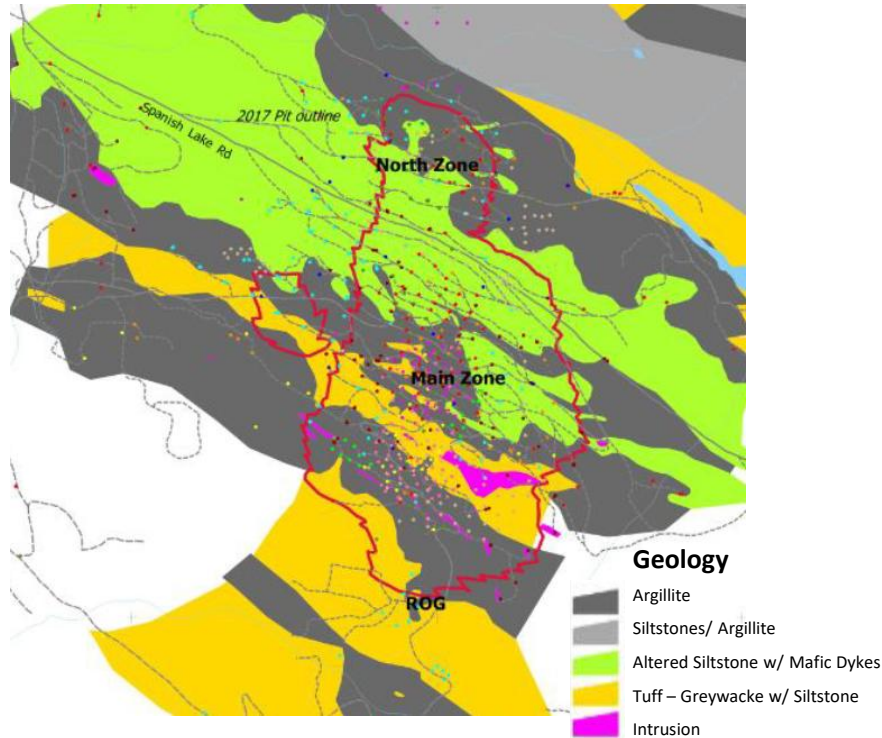 Spanish Lake Rd
2017 Pit outline
North Zone
Main Zone
ROG
Geology
Argillite
Siltstones/ Argillite
Altered Siltstone w/ Mafic Dykes
Tuff – Greywacke w/ Siltstone
Intrusion